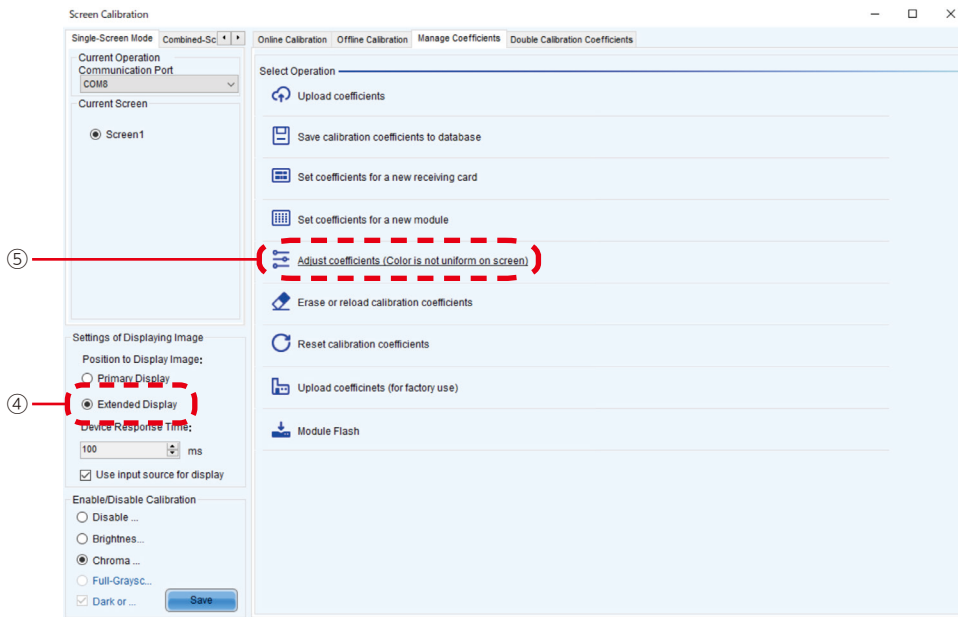 Screen Calibration
Single-Screen Mode Combined-Sc
Online Calibration Offline Calibration Manage Coefficients Double Calibration Coefficients
Current Operation
Communication Port
COM8
Current Screen
Screen1
Select Operation
Upload coefficients
Save calibration coefficients to database
Set coefficients for a new receiving card
Set coefficients for a new module
⑤
Adjust coefficients (Color is not uniform on screen)
Erase or reload calibration coefficients
Reset calibration coefficients
Upload coefficinets (for factory use)
Module Flash
Settings of Displaying Image
Position to Display Image:
Primary Display
④
Extended Display
Device Response Time:
100 ms
Use input source for display
Enable/Disable Calibration
Disable ...
Brightnes...
Chroma ...
Full-Graysc...
Dark or ...
Save